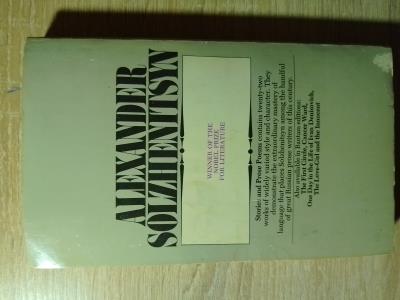 ALEXANDER
SOLZHENITSYN
WINNER OF THE
NOBEL PRIZE
FOR LITERATURE
Stories and Prose Poems contains twenty-two
works of widely varied style and character. They
demonstrate the extraordinary mastery of
language that places Solzhenitsyn among the handful
of great Russian prose writers of this century.
Also available in Bantam editions:
The First Circle, Cancer Ward,
One Day in the Life of Ivan Denisovich,
The Love-Girl and the Innocent